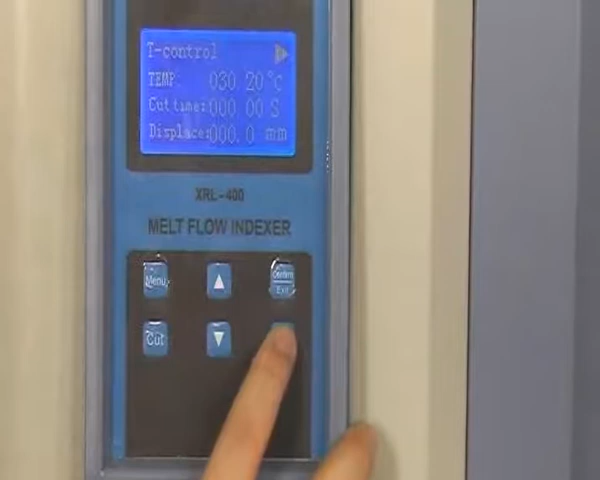 T-control
TEMP: 030.20°C
Cut time:000.00 S
Displace:000.0 mm
XRL-400
MELT FLOW INDEXER
Menu ▲ Confirm
Exit
Cut ▼